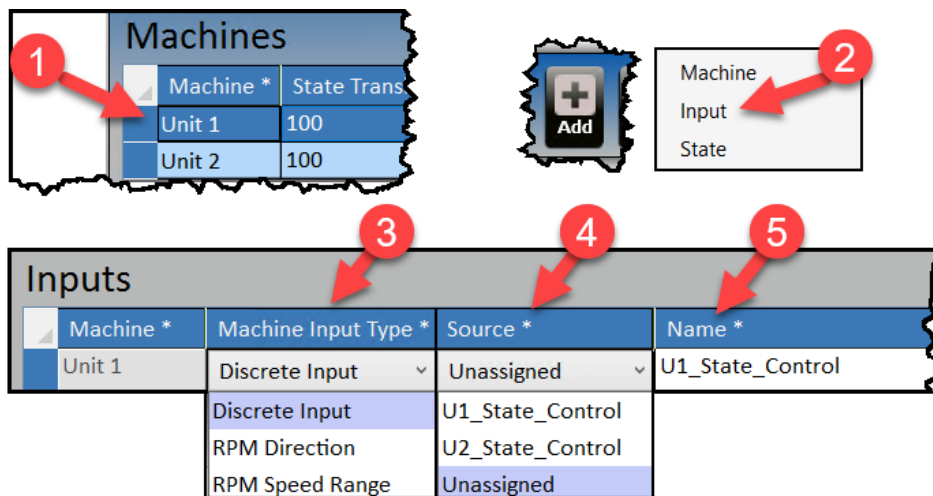 Machines
1
Machine * State Trans
Unit 1 100
Unit 2 100
Add
2
Machine
Input
State
3
4
5
Inputs
Machine * Machine Input Type * Source * Name *
Unit 1 Discrete Input Unassigned U1_State_Control
Discrete Input U1_State_Control
RPM Direction U2_State_Control
RPM Speed Range Unassigned